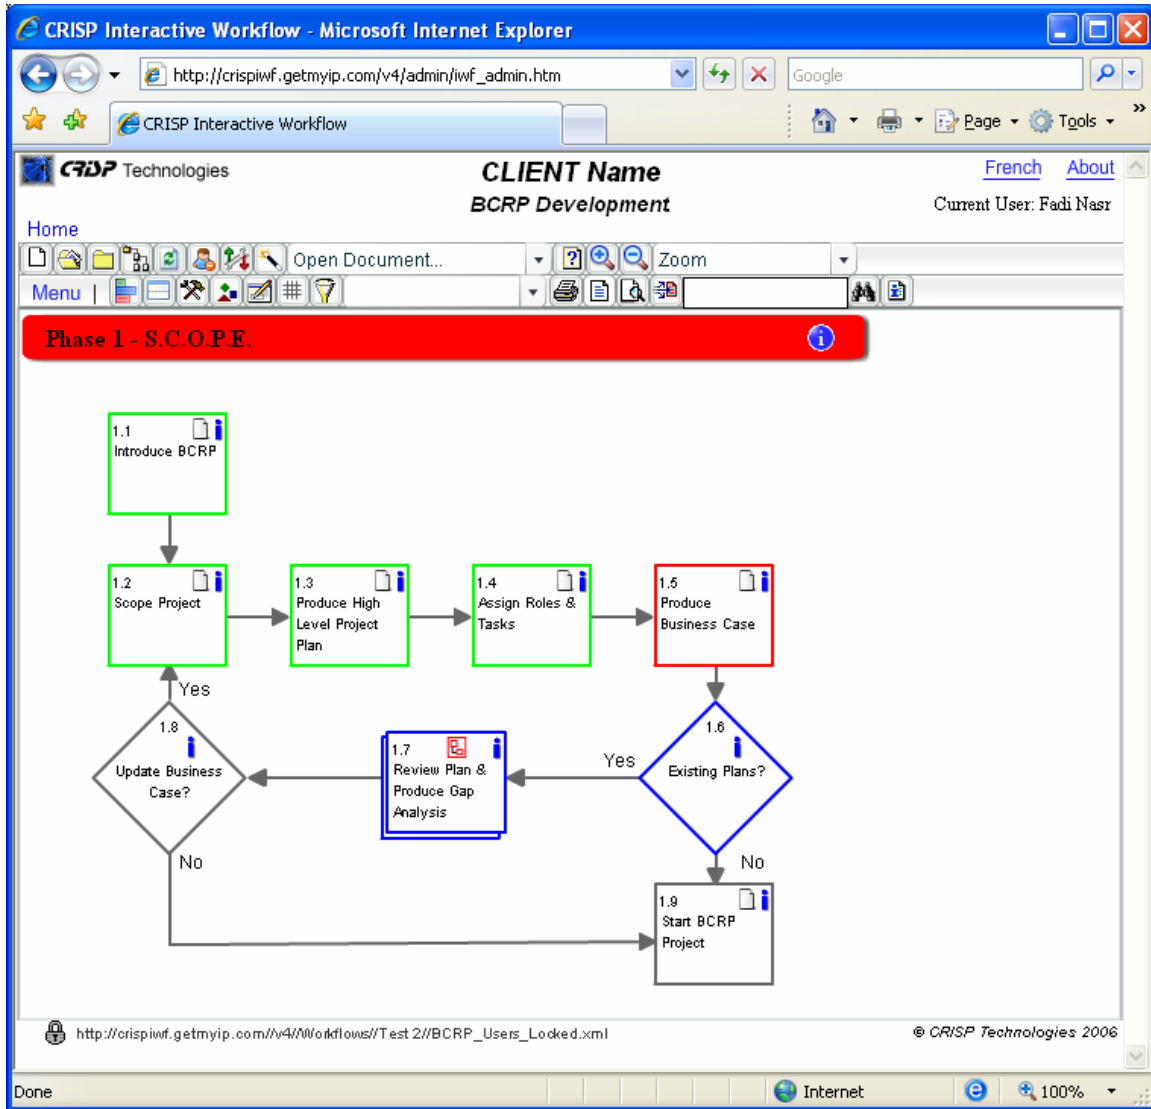 CRISP Interactive Workflow - Microsoft Internet Explorer
http://crispiwf.getmyip.com/v4/admin/iwf_admin.htm
Google
CRISP Interactive Workflow
Page
Tools
CRISP Technologies
CLIENT Name
French
About
BCRP Development
Current User: Fadi Nasr
Home
Open Document...
Zoom
Menu |
Phase 1 - S.C.O.P.E.
1.1
Introduce BCRP
1.2
Scope Project
1.3
Produce High
Level Project
Plan
1.4
Assign Roles &
Tasks
1.5
Produce
Business Case
Yes
1.8
Update Business
Case?
1.7
Review Plan &
Produce Gap
Analysis
Yes
1.6
Existing Plans?
No
No
1.9
Start BCRP
Project
http://crispiwf.getmyip.com//v4//Workflows//Test 2//BCRP_Users_Locked.xml
© CRISP Technologies 2006
Done
Internet
100%